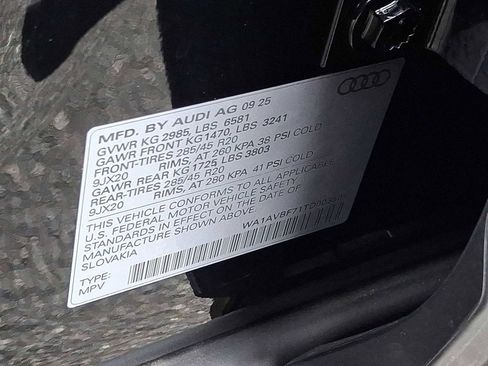 MFD. BY AUDI AG 09 25
GVWR KG 2985, LBS 6581
GAWR FRONT KG 1470, LBS 3241
FRONT-TIRES 285/45 R20
9JX20 RIMS, AT 260 KPA 38 PSI COLD
GAWR REAR KG 1725 LBS 3803
REAR-TIRES 285/45 R20
9JX20 RIMS, AT 280 KPA 41 PSI COLD
THIS VEHICLE CONFORMS TO ALL APPLICABLE
U.S. FEDERAL MOTOR VEHICLE SAFETY
STANDARDS IN EFFECT ON THE DATE OF
MANUFACTURE SHOWN ABOVE.
SLOVAKIA
TYPE:
MPV